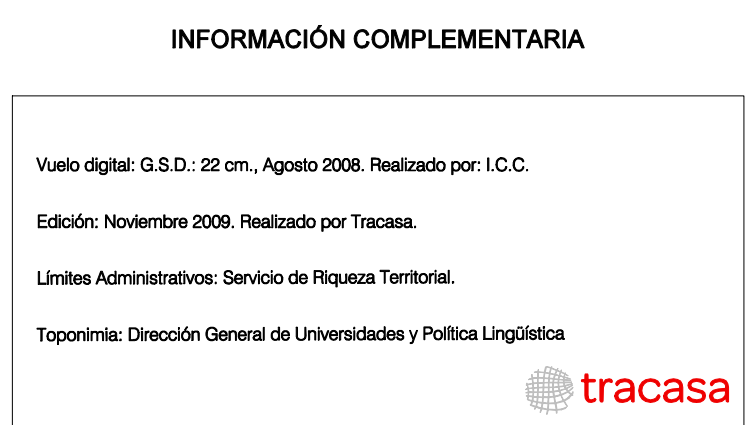 INFORMACIÓN COMPLEMENTARIA
Vuelo digital: G.S.D.: 22 cm., Agosto 2008. Realizado por: I.C.C.
Edición: Noviembre 2009. Realizado por Tracasa.
Límites Administrativos: Servicio de Riqueza Territorial.
Toponimia: Dirección General de Universidades y Política Lingüística
tracasa